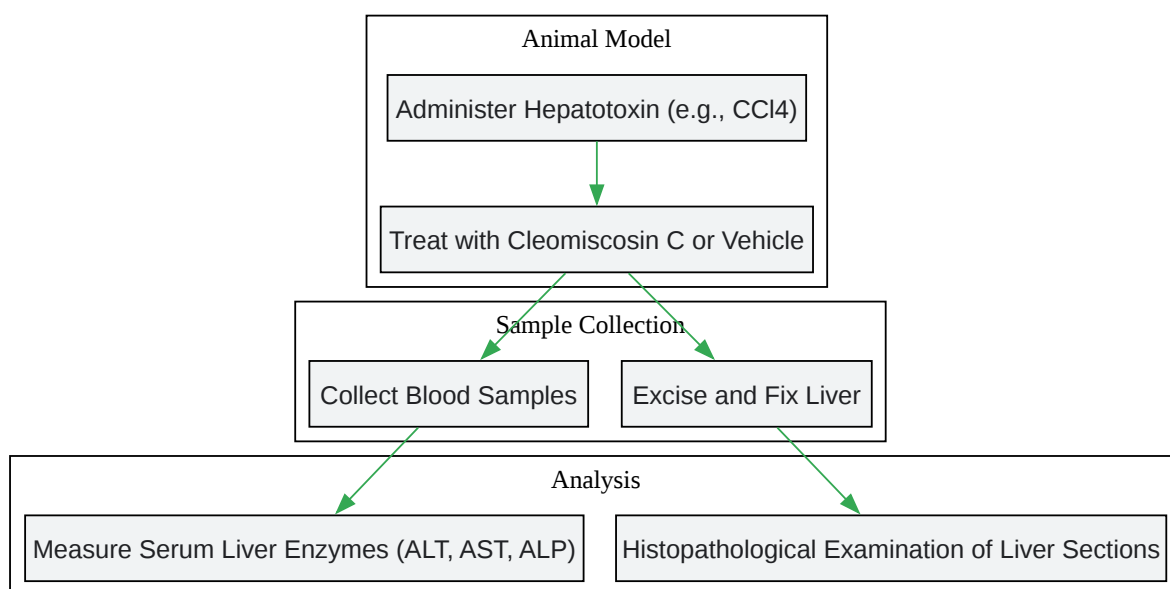 Animal Model
Administer Hepatotoxin (e.g., CCl4)
Treat with Cleomiscosin C or Vehicle
Sample Collection
Collect Blood Samples
Excise and Fix Liver
Analysis
Measure Serum Liver Enzymes (ALT, AST, ALP)
Histopathological Examination of Liver Sections